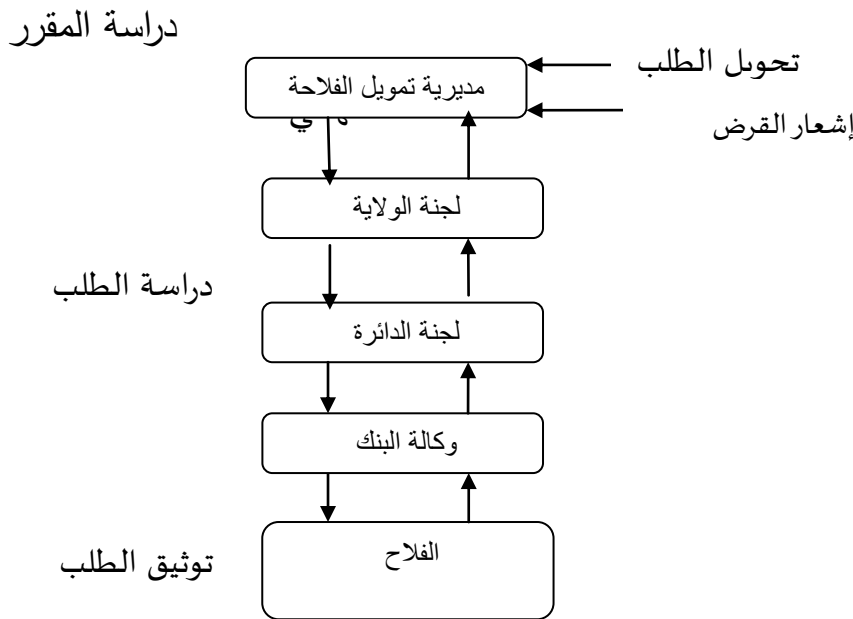 دراسة المقرر
تحويل الطلب
مديرية تمويل الفلاحة
إشعار القرض
لجنة الولاية
دراسة الطلب
لجنة الدائرة
وكالة البنك
الفلاح
توثيق الطلب